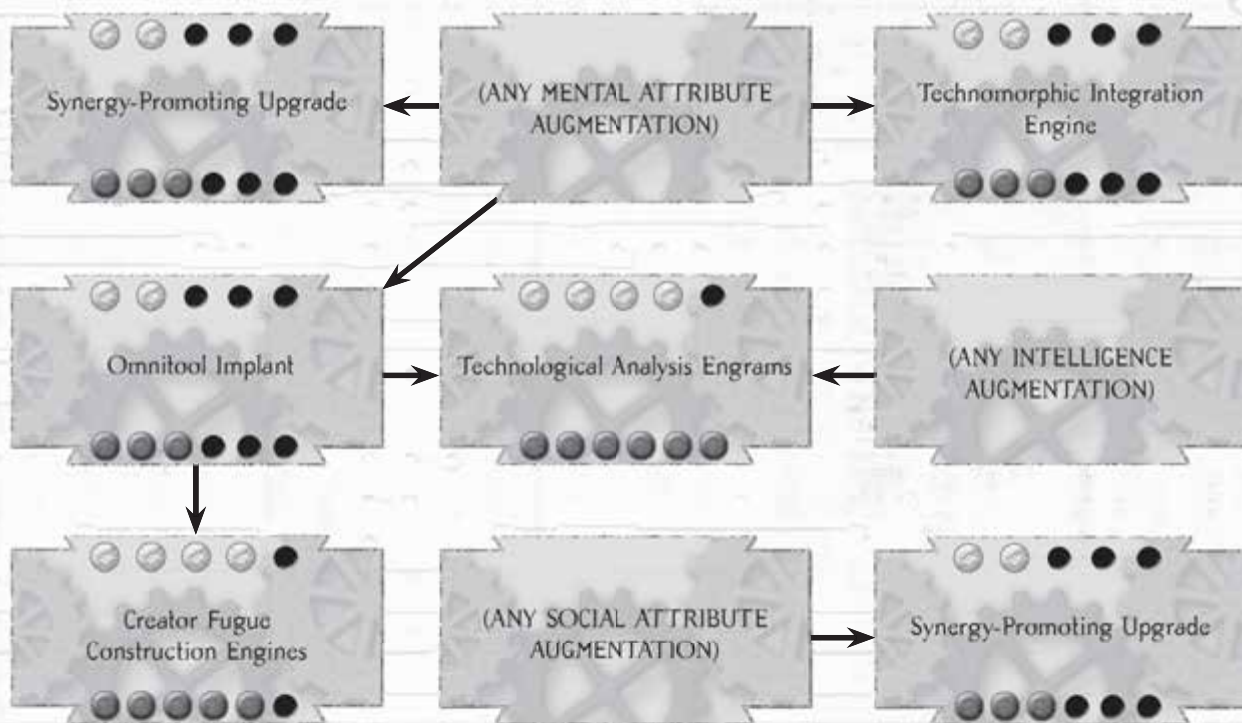 Synergy-Promoting Upgrade
(ANY MENTAL ATTRIBUTE
AUGMENTATION)
Technomorphic Integration
Engine
Omnitool Implant
Technological Analysis Engrams
(ANY INTELLIGENCE
AUGMENTATION)
Creator Fugue
Construction Engines
(ANY SOCIAL ATTRIBUTE
AUGMENTATION)
Synergy-Promoting Upgrade